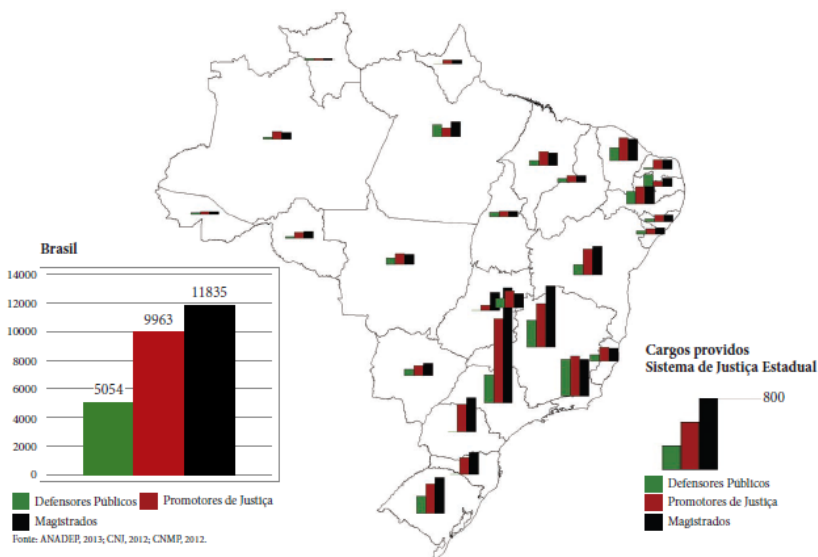 Brasil
14000
12000
10000
8000
6000
4000
2000
0
5054
9963
11835
Defensores Públicos
Promotores de Justiça
Magistrados
Fonte: ANADEP, 2013; CNJ, 2012; CNMP, 2012.
Cargos providos
Sistema de Justiça Estadual
800
Defensores Públicos
Promotores de Justiça
Magistrados